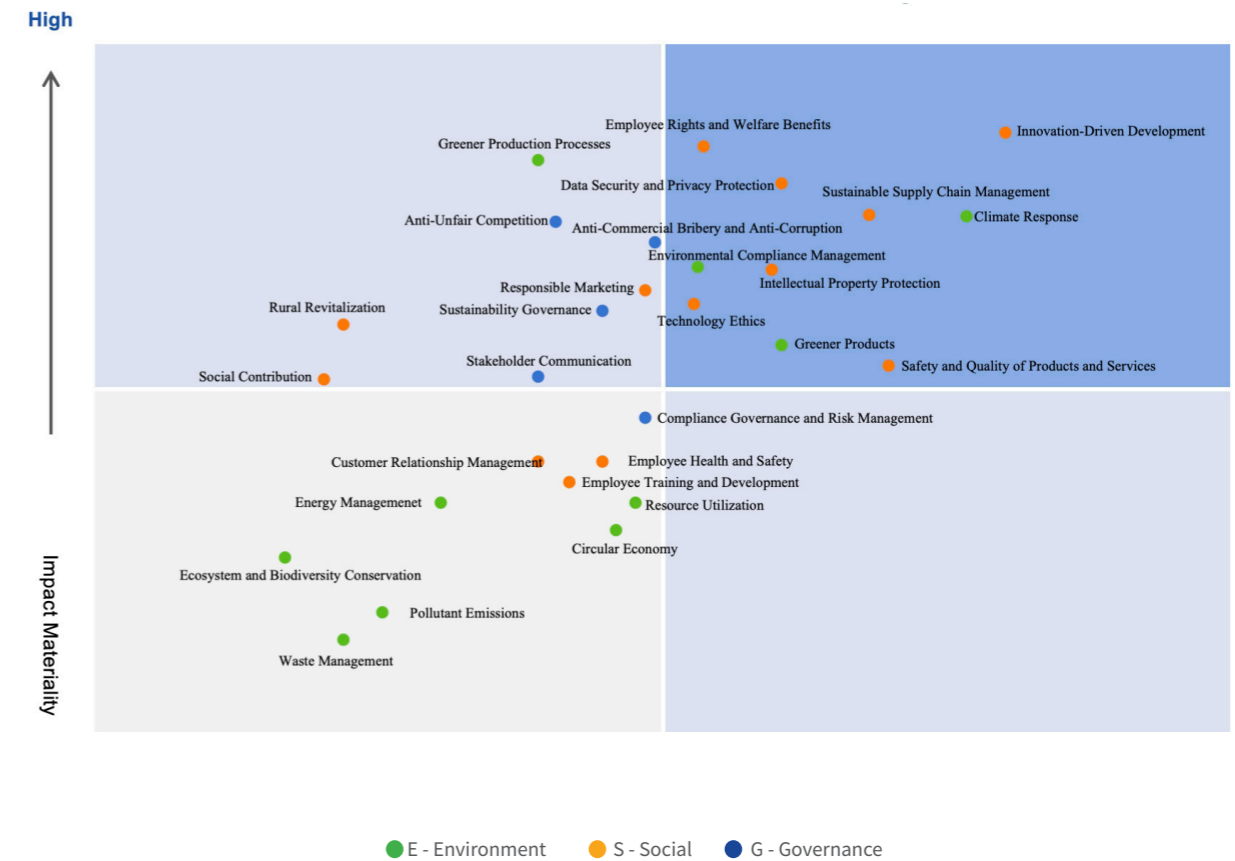 High
Employee Rights and Welfare Benefits
Innovation-Driven Development
Greener Production Processes
Data Security and Privacy Protection
Sustainable Supply Chain Management
Climate Response
Anti-Unfair Competition
Anti-Commercial Bribery and Anti-Corruption
Environmental Compliance Management
Intellectual Property Protection
Responsible Marketing
Rural Revitalization
Sustainability Governance
Technology Ethics
Greener Products
Stakeholder Communication
Safety and Quality of Products and Services
Social Contribution
Compliance Governance and Risk Management
Customer Relationship Management
Employee Health and Safety
Employee Training and Development
Energy Managemenet
Resource Utilization
Circular Economy
Ecosystem and Biodiversity Conservation
Pollutant Emissions
Waste Management
Impact Materiality
E - Environment
S - Social
G - Governance